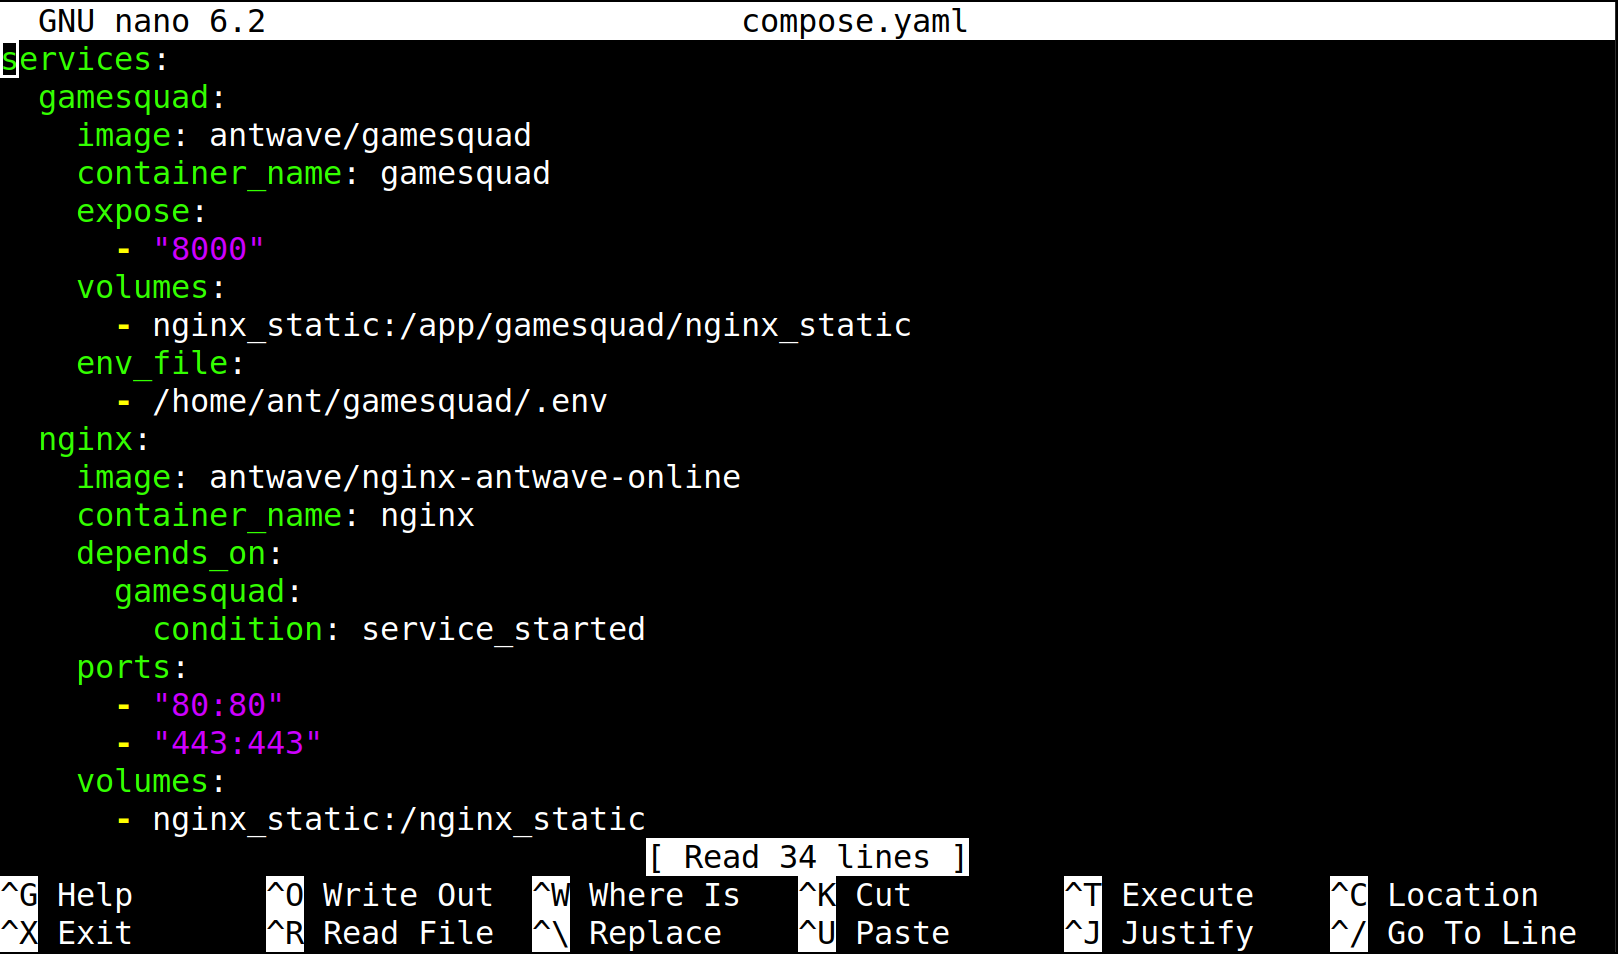 GNU nano 6.2 compose.yaml
services:
  gamesquad:
    image: antwave/gamesquad
    container_name: gamesquad
    expose:
      - "8000"
    volumes:
      - nginx_static:/app/gamesquad/nginx_static
    env_file:
      - /home/ant/gamesquad/.env
  nginx:
    image: antwave/nginx-antwave-online
    container_name: nginx
    depends_on:
      gamesquad:
        condition: service_started
    ports:
      - "80:80"
      - "443:443"
    volumes:
      - nginx_static:/nginx_static
[ Read 34 lines ]
^G Help ^O Write Out ^W Where Is ^K Cut ^T Execute ^C Location
^X Exit ^R Read File ^\ Replace ^U Paste ^J Justify ^/ Go To Line